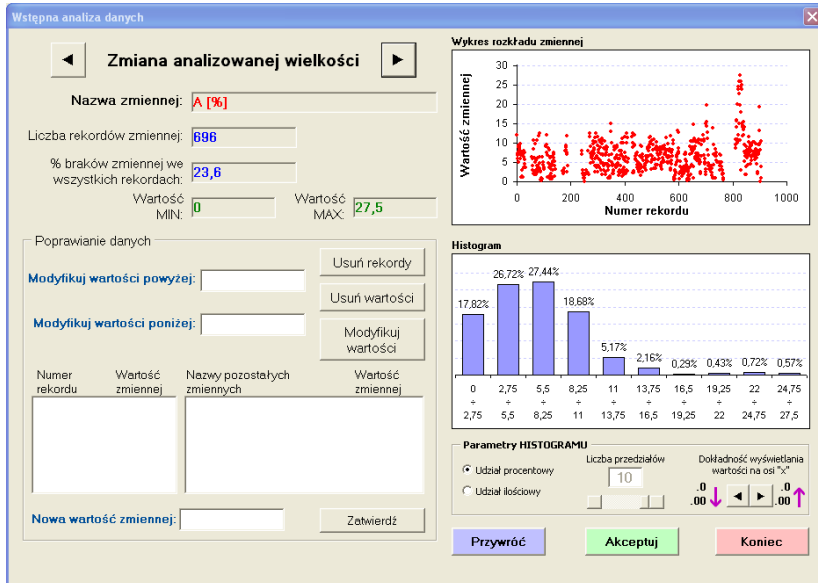 Wstępna analiza danych
Zmiana analizowanej wielkości
Nazwa zmiennej: A [%]
Liczba rekordów zmiennej: 696
% braków zmiennej we
wszystkich rekordach: 23,6
Wartość MIN: 0
Wartość MAX: 27,5
Poprawianie danych
Modyfikuj wartości powyżej:
Modyfikuj wartości poniżej:
Usuń rekordy
Usuń wartości
Modyfikuj
wartości
Numer rekordu
Wartość zmiennej
Nazwy pozostałych zmiennych
Wartość zmiennej
Nowa wartość zmiennej:
Zatwierdź
Wykres rozkładu zmiennej
Wartość zmiennej
30
25
20
15
10
5
0
0 200 400 600 800 1000
Numer rekordu
Histogram
17,82% 26,72% 27,44% 18,68% 5,17% 2,16% 0,29% 0,43% 0,72% 0,57%
0 2,75 5,5 8,25 11 13,75 16,5 19,25 22 24,75
÷ ÷ ÷ ÷ ÷ ÷ ÷ ÷ ÷ ÷
2,75 5,5 8,25 11 13,75 16,5 19,25 22 24,75 27,5
Parametry HISTOGRAMU
Udział procentowy
Udział ilościowy
Liczba przedziałów
10
Dokładność wyświetlania
wartości na osi "x"
.0 .0
.00 .00
Przywróć
Akceptuj
Koniec